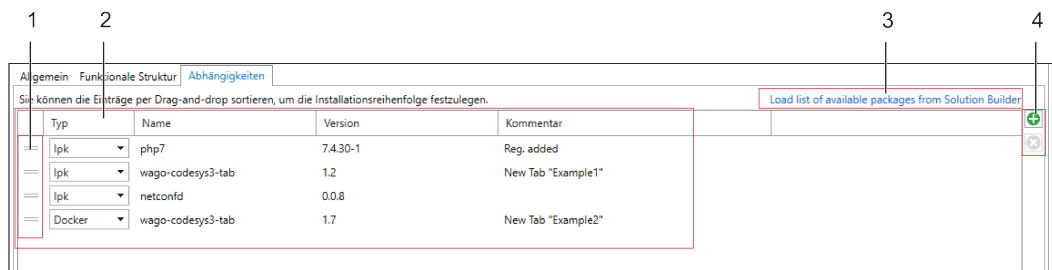 1 2 3 4
Allgemein Funktionale Struktur Abhängigkeiten
Sie können die Einträge per Drag-and-drop sortieren, um die Installationsreihenfolge festzulegen. Load list of available packages from Solution Builder
Typ Name Version Kommentar
Ipk php7 7.4.30-1 Reg. added
Ipk wago-codesys3-tab 1.2 New Tab "Example1"
Ipk netconfd 0.0.8
Docker wago-codesys3-tab 1.7 New Tab "Example2"